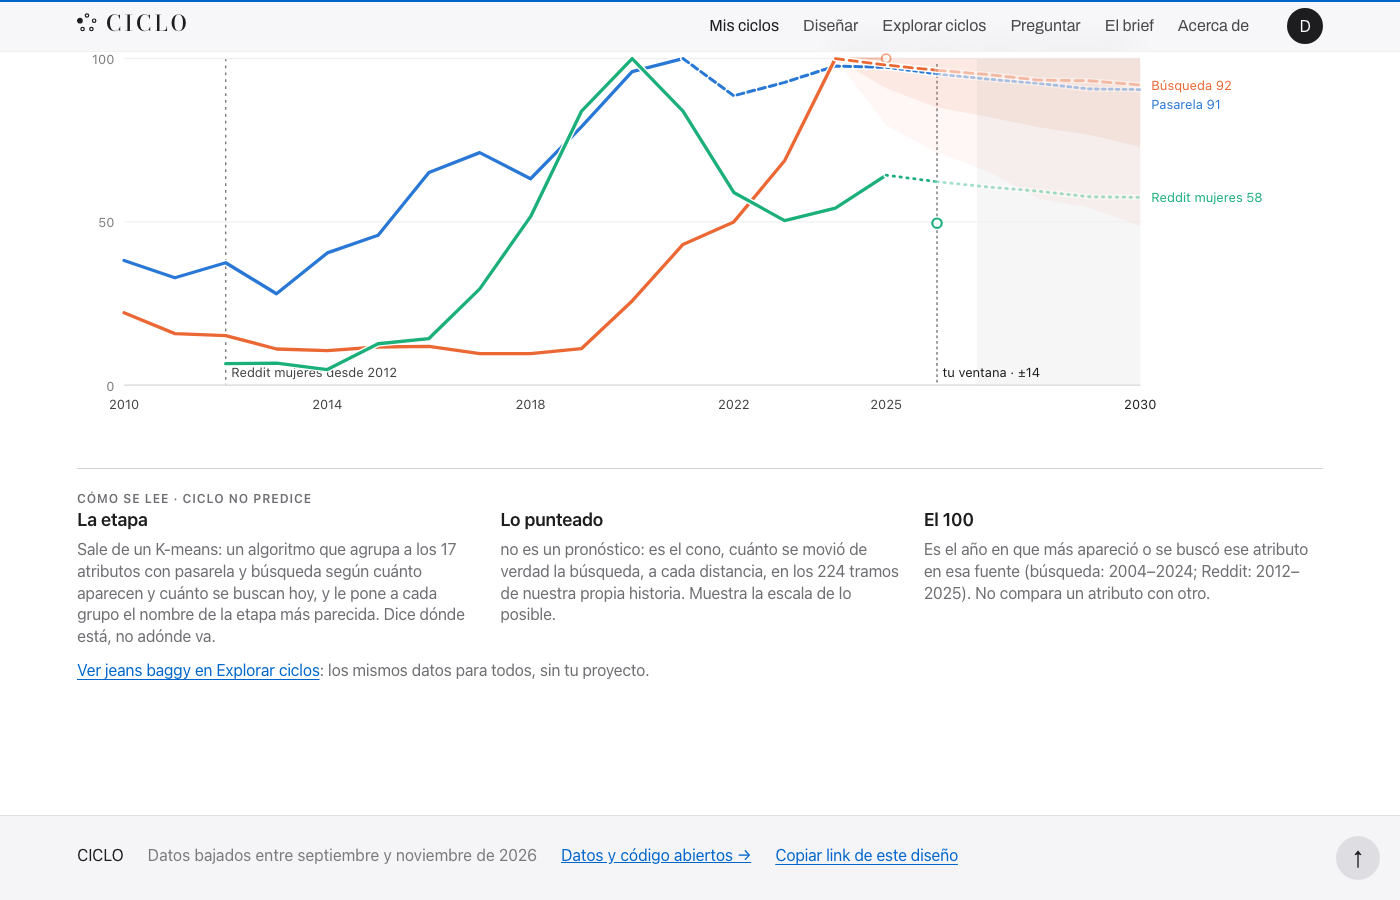 CICLO
Mis ciclos
Diseñar
Explorar ciclos
Preguntar
El brief
Acerca de
D
100
50
0
Búsqueda 92
Pasarela 91
Reddit mujeres 58
Reddit mujeres desde 2012
tu ventana · ±14
2010
2014
2018
2022
2025
2030
CÓMO SE LEE · CICLO NO PREDICE
La etapa
Sale de un K-means: un algoritmo que agrupa a los 17
atributos con pasarela y búsqueda según cuánto
aparecen y cuánto se buscan hoy, y le pone a cada
grupo el nombre de la etapa más parecida. Dice dónde
está, no adónde va.
Lo punteado
no es un pronóstico: es el cono, cuánto se movió de
verdad la búsqueda, a cada distancia, en los 224 tramos
de nuestra propia historia. Muestra la escala de lo
posible.
El 100
Es el año en que más apareció o se buscó ese atributo
en esa fuente (búsqueda: 2004–2024; Reddit: 2012–
2025). No compara un atributo con otro.
Ver jeans baggy en Explorar ciclos: los mismos datos para todos, sin tu proyecto.
CICLO
Datos bajados entre septiembre y noviembre de 2026
Datos y código abiertos →
Copiar link de este diseño
↑